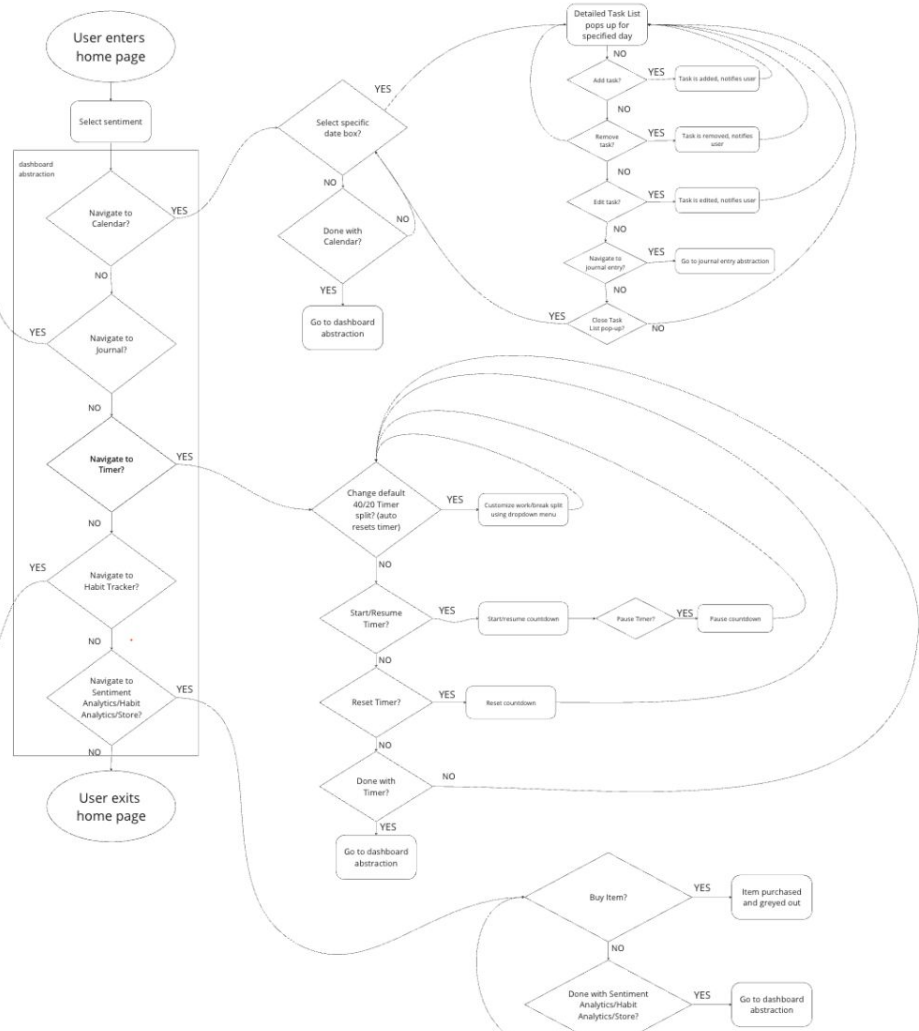 User enters
home page
Select sentiment
dashboard
abstraction
Navigate to
Calendar?
YES
NO
Navigate to
Journal?
YES
NO
Navigate to
Timer?
YES
NO
Navigate to
Habit Tracker?
YES
NO
Navigate to
Sentiment
Analytics/Habit
Analytics/Store?
YES
NO
User exits
home page
Select specific
date box?
YES
NO
Done with
Calendar?
NO
YES
Go to dashboard
abstraction
Detailed Task List
pops up for
specified day
NO
Add task?
YES
Task is added, notifies user
NO
Remove
task?
YES
Task is removed, notifies
user
NO
Edit task?
YES
Task is edited, notifies user
NO
Navigate to
journal entry?
YES
Go to journal entry abstraction
NO
Close Task
List pop-up?
YES
NO
Change default
40/20 Timer
split? (auto
resets timer)
YES
Customize work/break split
using dropdown menu
NO
Start/Resume
Timer?
YES
Start/resume countdown
Pause Timer?
YES
Pause countdown
NO
Reset Timer?
YES
Reset countdown
NO
Done with
Timer?
NO
YES
Go to dashboard
abstraction
Buy Item?
YES
Item purchased
and greyed out
NO
Done with Sentiment
Analytics/Habit
Analytics/Store?
YES
Go to dashboard
abstraction